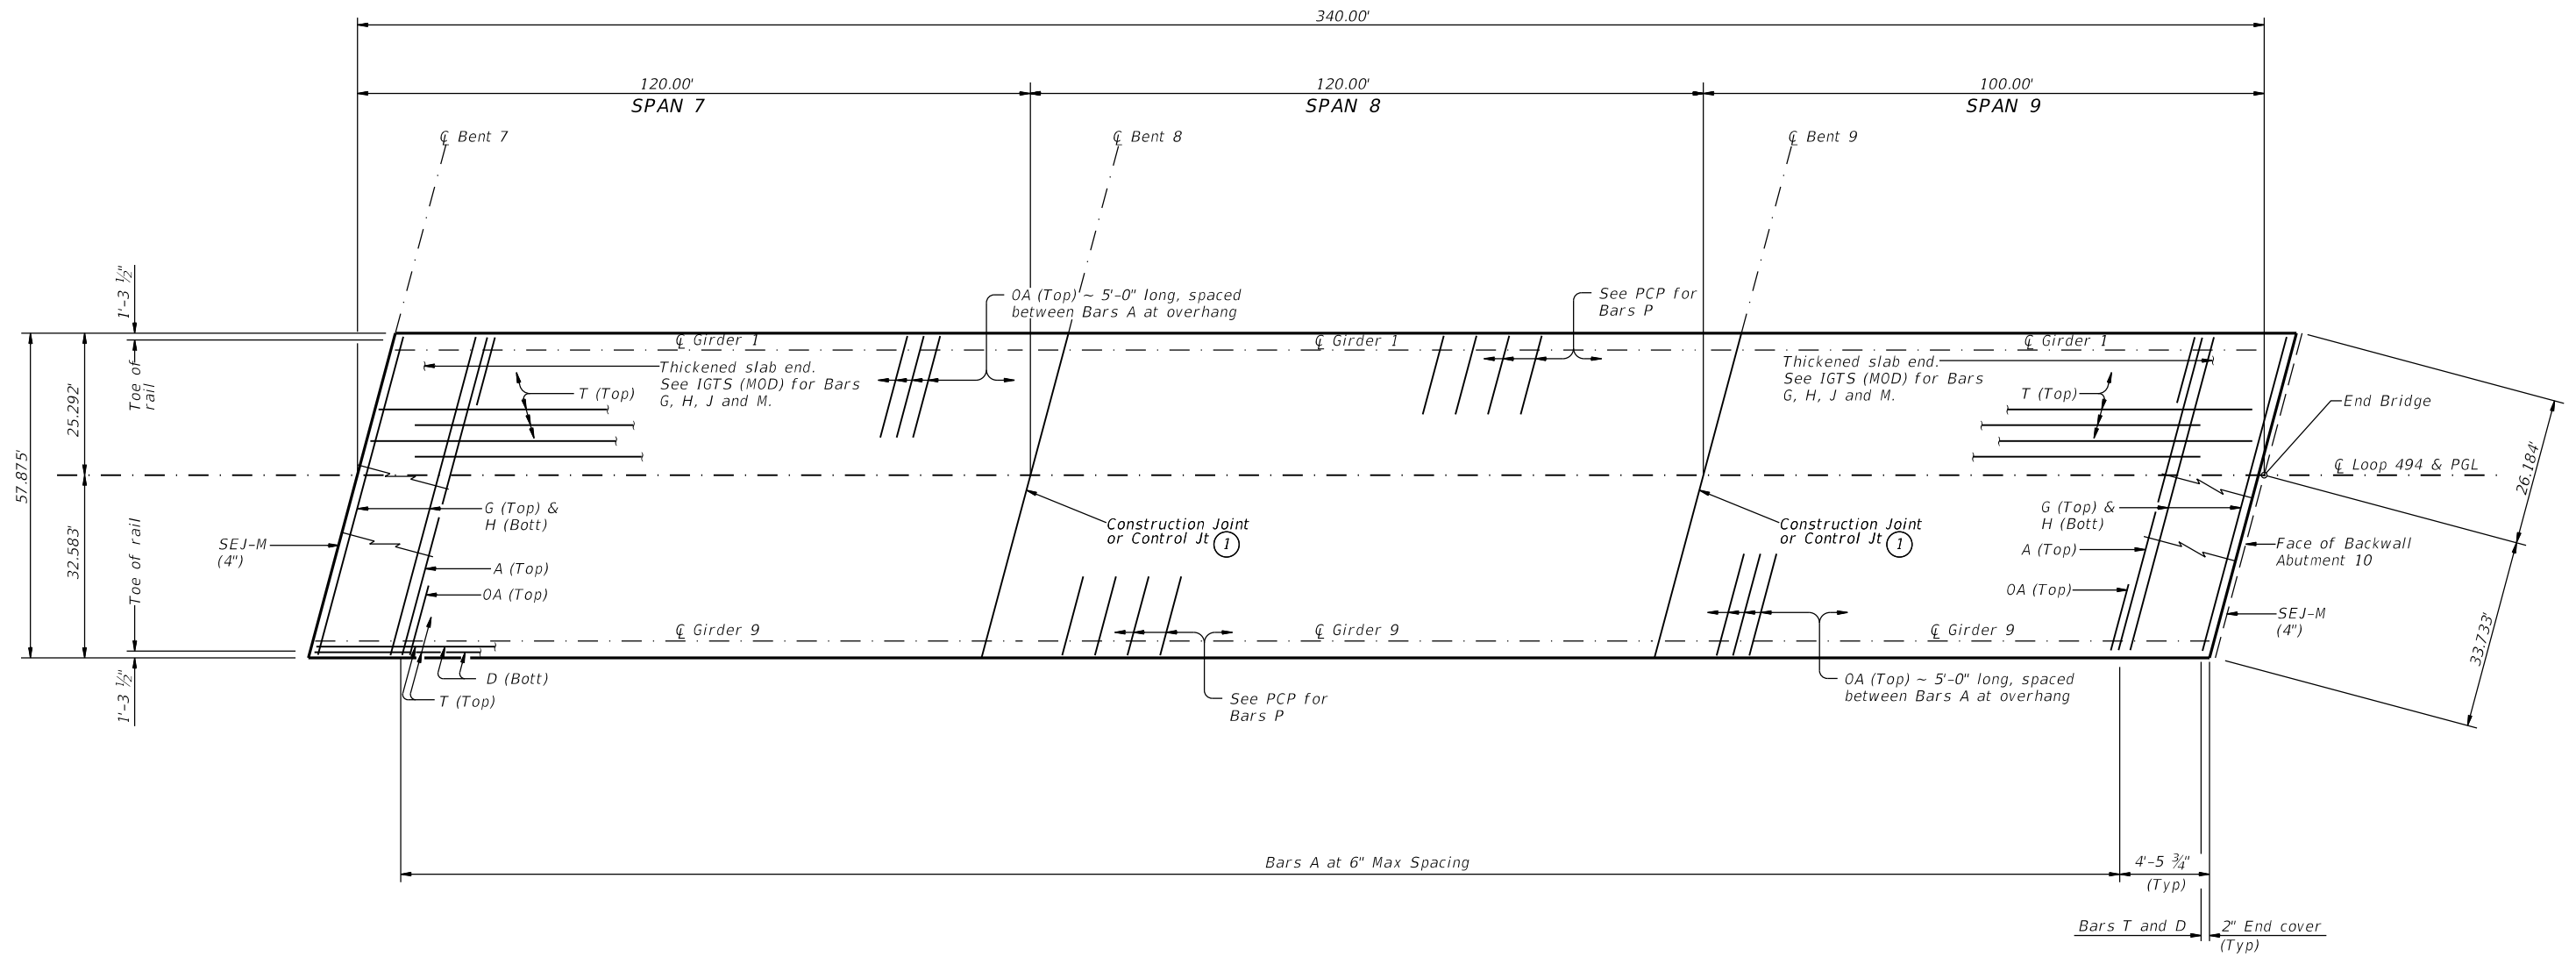 340.00'
120.00'
120.00'
100.00'
SPAN 7
SPAN 8
SPAN 9
℄ Bent 7
℄ Bent 8
℄ Bent 9
1'-3 ½"
OA (Top) ~ 5'-0" long, spaced
between Bars A at overhang
See PCP for
Bars P
℄ Girder 1
℄ Girder 1
℄ Girder 1
Toe of
rail
25.292'
57.875'
Thickened slab end.
See IGTS (MOD) for Bars
G, H, J and M.
T (Top)
Thickened slab end.
See IGTS (MOD) for Bars
G, H, J and M.
T (Top)
End Bridge
℄ Loop 494 & PGL
26.184'
G (Top) &
H (Bott)
G (Top) &
H (Bott)
Construction Joint
or Control Jt 1
Construction Joint
or Control Jt 1
32.583'
Toe of rail
SEJ-M
(4")
A (Top)
OA (Top)
A (Top)
OA (Top)
Face of Backwall
Abutment 10
SEJ-M
(4")
33.733'
℄ Girder 9
℄ Girder 9
℄ Girder 9
1'-3 ½"
D (Bott)
T (Top)
See PCP for
Bars P
OA (Top) ~ 5'-0" long, spaced
between Bars A at overhang
Bars A at 6" Max Spacing
4'-5 ¾"
(Typ)
Bars T and D
2" End cover
(Typ)